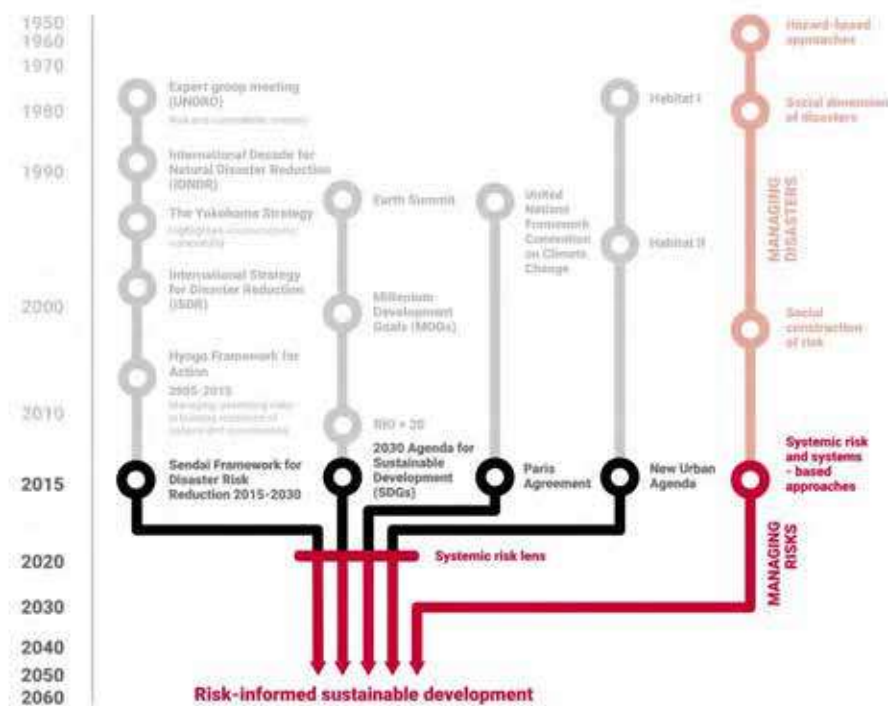 1950
1960
1970
1980
1990
2000
2010
2015
2020
2030
2040
2050
2060
Expert group meeting
(UNDRO)
Risk and vulnerability analysis
International Decade for
Natural Disaster Reduction
(IDNDR)
The Yokohama Strategy
International Strategy
for Disaster Reduction
(ISDR)
Hyogo Framework for
Action
2005-2015
Sendai Framework for
Disaster Risk
Reduction 2015-2030
Earth Summit
Millenium
Development
Goals (MDGs)
RIO + 20
2030 Agenda for
Sustainable
Development
(SDGs)
United
Nations
Framework
Convention
on Climate
Change
Paris
Agreement
Habitat I
Habitat II
New Urban
Agenda
Hazard-based
approaches
Social dimension
of disasters
MANAGING
DISASTERS
Social
construction
of risk
Systemic risk
and systems
- based
approaches
MANAGING
RISKS
Systemic risk lens
Risk-informed sustainable development